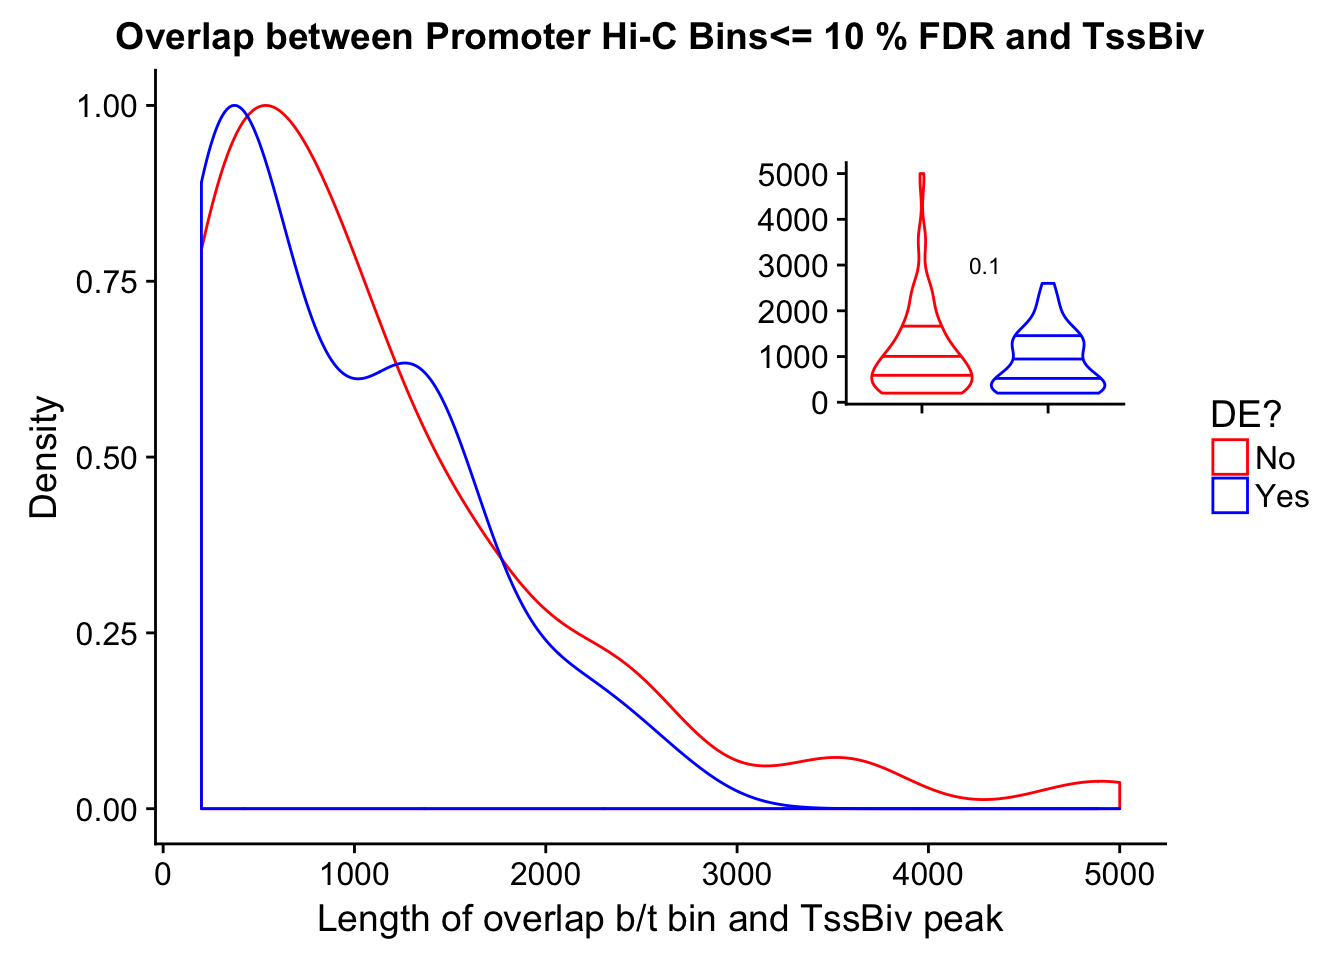 Overlap between Promoter Hi-C Bins<= 10 % FDR and TssBiv
Density
1.00
0.75
0.50
0.25
0.00
0 1000 2000 3000 4000 5000
Length of overlap b/t bin and TssBiv peak
5000
4000
3000
2000
1000
0
0.1
DE?
No
Yes